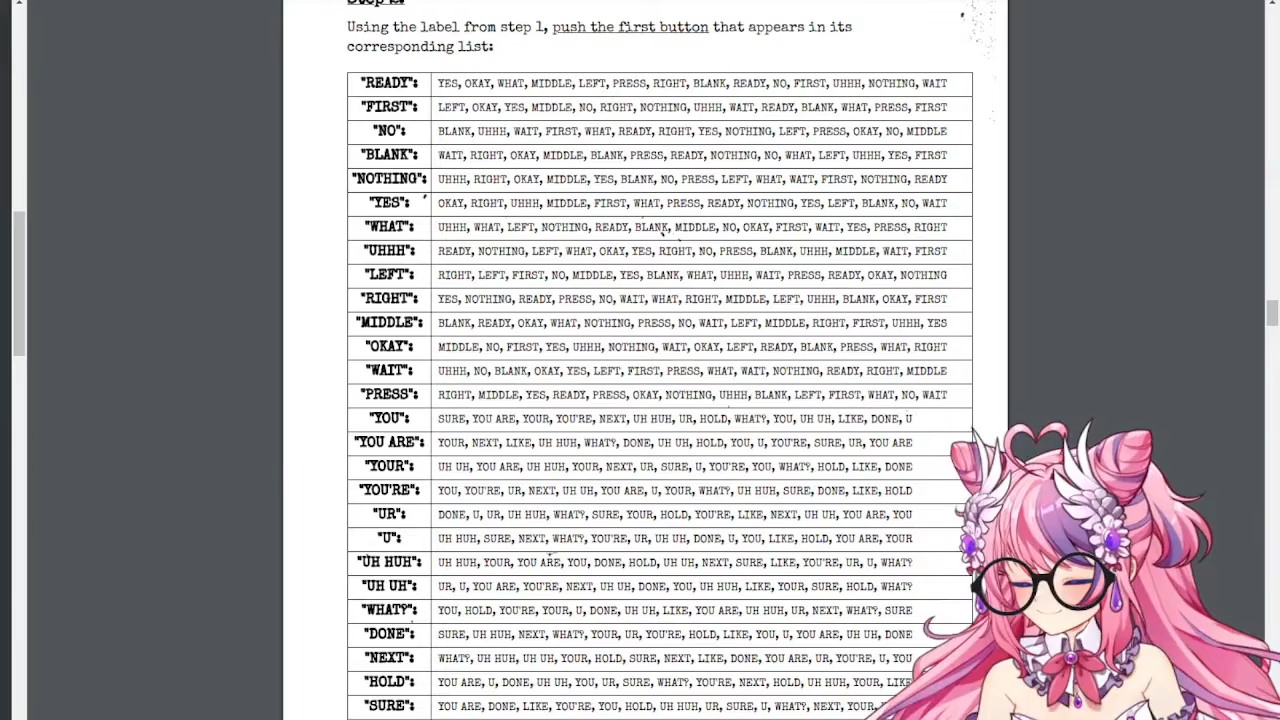 Step 2:
Using the label from step 1, push the first button that appears in its
corresponding list:
"READY": YES, OKAY, WHAT, MIDDLE, LEFT, PRESS, RIGHT, BLANK, READY, NO, FIRST, UHHH, NOTHING, WAIT
"FIRST": LEFT, OKAY, YES, MIDDLE, NO, RIGHT, NOTHING, UHHH, WAIT, READY, BLANK, WHAT, PRESS, FIRST
"NO": BLANK, UHHH, WAIT, FIRST, WHAT, READY, RIGHT, YES, NOTHING, LEFT, PRESS, OKAY, NO, MIDDLE
"BLANK": WAIT, RIGHT, OKAY, MIDDLE, BLANK, PRESS, READY, NOTHING, NO, WHAT, LEFT, UHHH, YES, FIRST
"NOTHING": UHHH, RIGHT, OKAY, MIDDLE, YES, BLANK, NO, PRESS, LEFT, WHAT, WAIT, FIRST, NOTHING, READY
"YES": OKAY, RIGHT, UHHH, MIDDLE, FIRST, WHAT, PRESS, READY, NOTHING, YES, LEFT, BLANK, NO, WAIT
"WHAT": UHHH, WHAT, LEFT, NOTHING, READY, BLANK, MIDDLE, NO, OKAY, FIRST, WAIT, YES, PRESS, RIGHT
"UHHH": READY, NOTHING, LEFT, WHAT, OKAY, YES, RIGHT, NO, PRESS, BLANK, UHHH, MIDDLE, WAIT, FIRST
"LEFT": RIGHT, LEFT, FIRST, NO, MIDDLE, YES, BLANK, WHAT, UHHH, WAIT, PRESS, READY, OKAY, NOTHING
"RIGHT": YES, NOTHING, READY, PRESS, NO, WAIT, WHAT, RIGHT, MIDDLE, LEFT, UHHH, BLANK, OKAY, FIRST
"MIDDLE": BLANK, READY, OKAY, WHAT, NOTHING, PRESS, NO, WAIT, LEFT, MIDDLE, RIGHT, FIRST, UHHH, YES
"OKAY": MIDDLE, NO, FIRST, YES, UHHH, NOTHING, WAIT, OKAY, LEFT, READY, BLANK, PRESS, WHAT, RIGHT
"WAIT": UHHH, NO, BLANK, OKAY, YES, LEFT, FIRST, PRESS, WHAT, WAIT, NOTHING, READY, RIGHT, MIDDLE
"PRESS": RIGHT, MIDDLE, YES, READY, PRESS, OKAY, NOTHING, UHHH, BLANK, LEFT, FIRST, WHAT, NO, WAIT
"YOU": SURE, YOU ARE, YOUR, YOU'RE, NEXT, UH HUH, UR, HOLD, WHAT?, YOU, UH UH, LIKE, DONE, U
"YOU ARE": YOUR, NEXT, LIKE, UH HUH, WHAT?, DONE, UH UH, HOLD, YOU, U, YOU'RE, SURE, UR, YOU ARE
"YOUR": UH UH, YOU ARE, UH HUH, YOUR, NEXT, UR, SURE, U, YOU'RE, YOU, WHAT?, HOLD, LIKE, DONE
"YOU'RE": YOU, YOU'RE, UR, NEXT, UH UH, YOU ARE, U, YOUR, WHAT?, UH HUH, SURE, DONE, LIKE, HOLD
"UR": DONE, U, UR, UH HUH, WHAT?, SURE, YOUR, HOLD, YOU'RE, LIKE, NEXT, UH UH, YOU ARE, YOU
"U": UH HUH, SURE, NEXT, WHAT?, YOU'RE, UR, UH UH, DONE, U, YOU, LIKE, HOLD, YOU ARE, YOUR
"UH HUH": UH HUH, YOUR, YOU ARE, YOU, DONE, HOLD, UH UH, NEXT, SURE, LIKE, YOU'RE, UR, U, WHAT?
"UH UH": UR, U, YOU ARE, YOU'RE, NEXT, UH UH, DONE, YOU, UH HUH, LIKE, YOUR, SURE, HOLD, WHAT?
"WHAT?": YOU, HOLD, YOU'RE, YOUR, U, DONE, UH UH, LIKE, YOU ARE, UH HUH, UR, NEXT, WHAT?, SURE
"DONE": SURE, UH HUH, NEXT, WHAT?, YOUR, UR, YOU'RE, HOLD, LIKE, YOU, U, YOU ARE, UH UH, DONE
"NEXT": WHAT?, UH HUH, UH UH, YOUR, HOLD, SURE, NEXT, LIKE, DONE, YOU ARE, UR, YOU'RE, U, YOU
"HOLD": YOU ARE, U, DONE, UH UH, YOU, UR, SURE, WHAT?, YOU'RE, NEXT, HOLD, UH HUH, YOUR, LIKE
"SURE": YOU ARE, DONE, LIKE, YOU'RE, YOU, HOLD, UH HUH, UR, SURE, U, WHAT?, NEXT, YOUR,